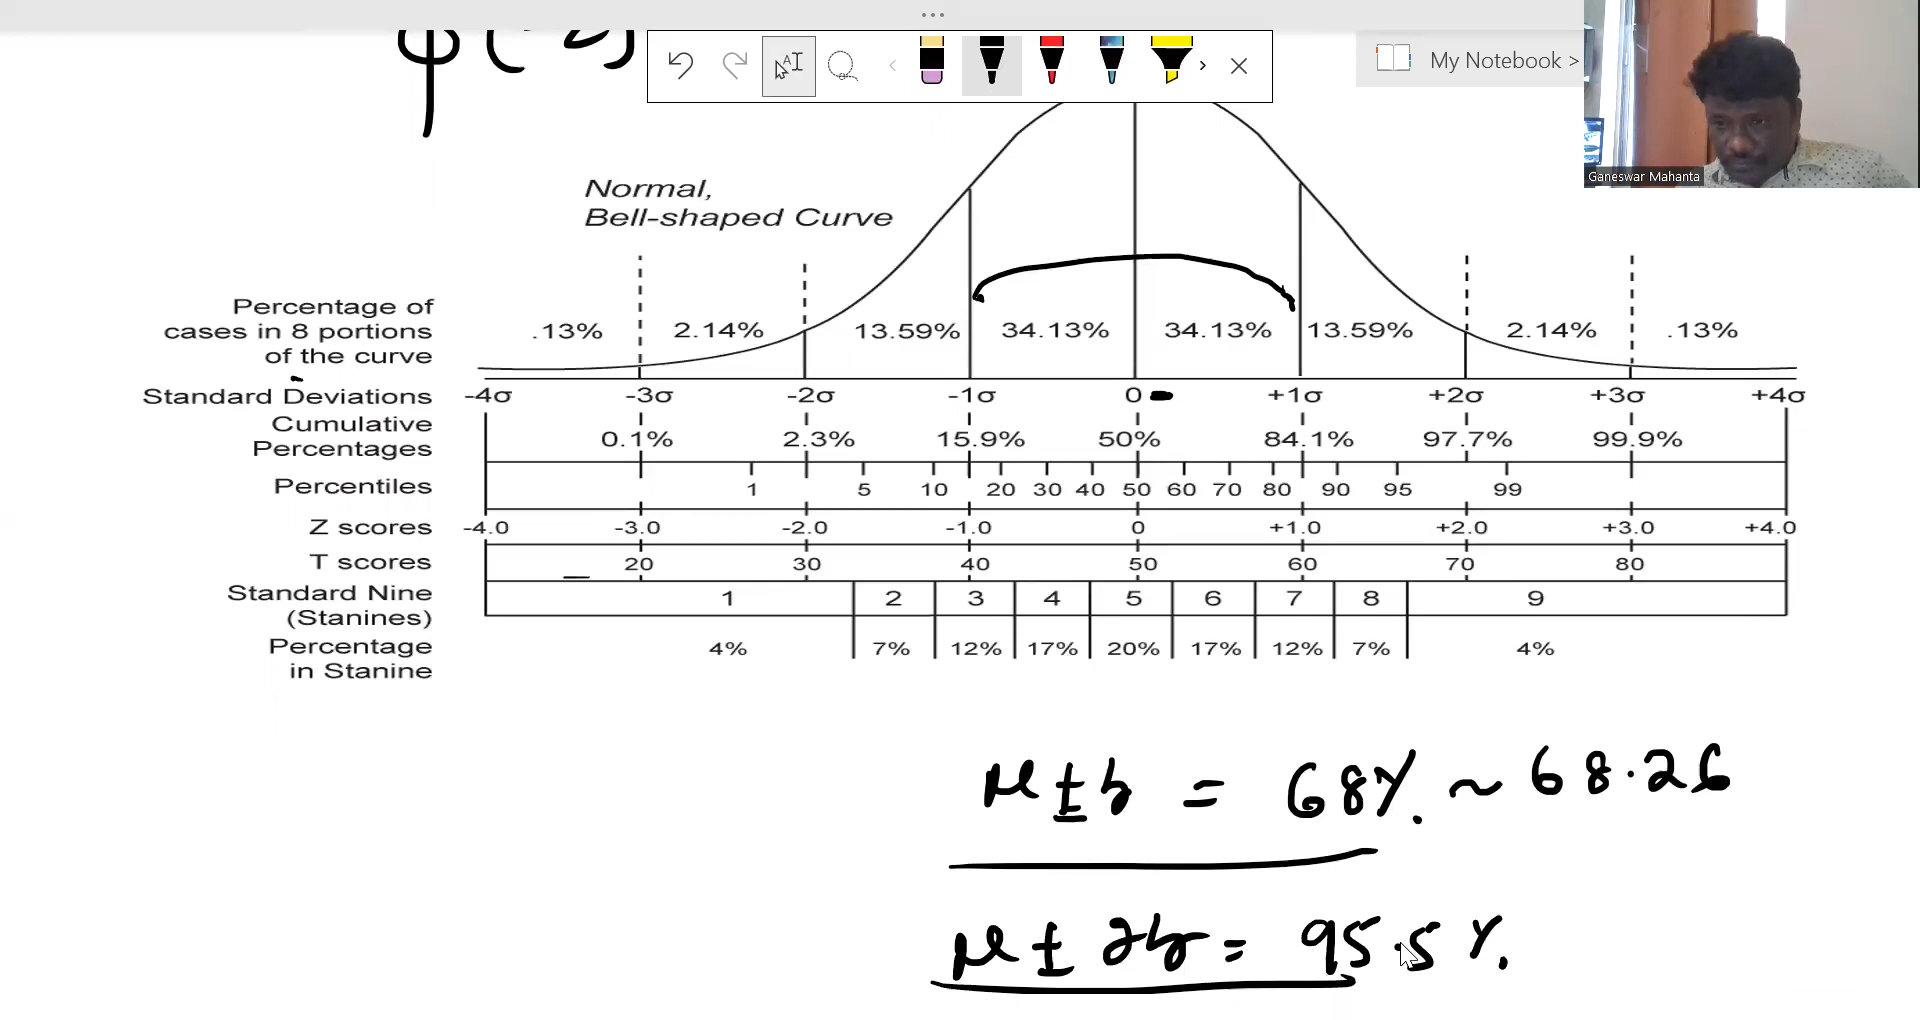 φ(-2)
My Notebook >
Ganeswar Mahanta
Normal,
Bell-shaped Curve
Percentage of
cases in 8 portions
of the curve
.13% 2.14% 13.59% 34.13% 34.13% 13.59% 2.14% .13%
Standard Deviations -4σ -3σ -2σ -1σ 0 +1σ +2σ +3σ +4σ
Cumulative
Percentages
0.1% 2.3% 15.9% 50% 84.1% 97.7% 99.9%
Percentiles 1 5 10 20 30 40 50 60 70 80 90 95 99
Z scores -4.0 -3.0 -2.0 -1.0 0 +1.0 +2.0 +3.0 +4.0
T scores 20 30 40 50 60 70 80
Standard Nine
(Stanines)
1 2 3 4 5 6 7 8 9
Percentage
in Stanine
4% 7% 12% 17% 20% 17% 12% 7% 4%
μ ± σ = 68% ~ 68.26
μ ± 2σ = 95.5%